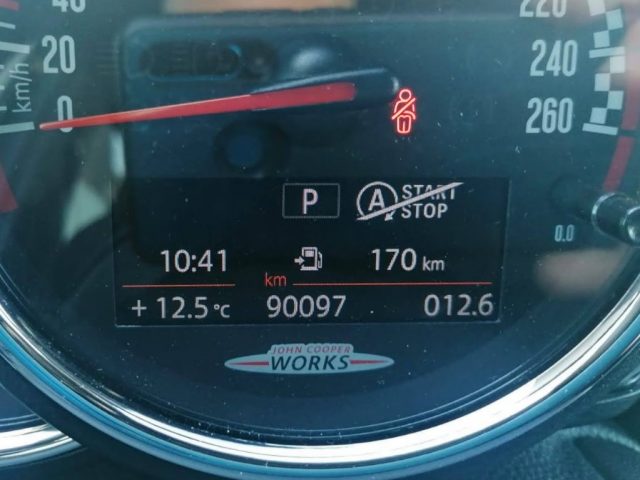 40
220
20
240
km/h
0
260
P
A START STOP
0.0
10:41
170 km
km
+ 12.5 °C
90097
012.6
JOHN COOPER
WORKS